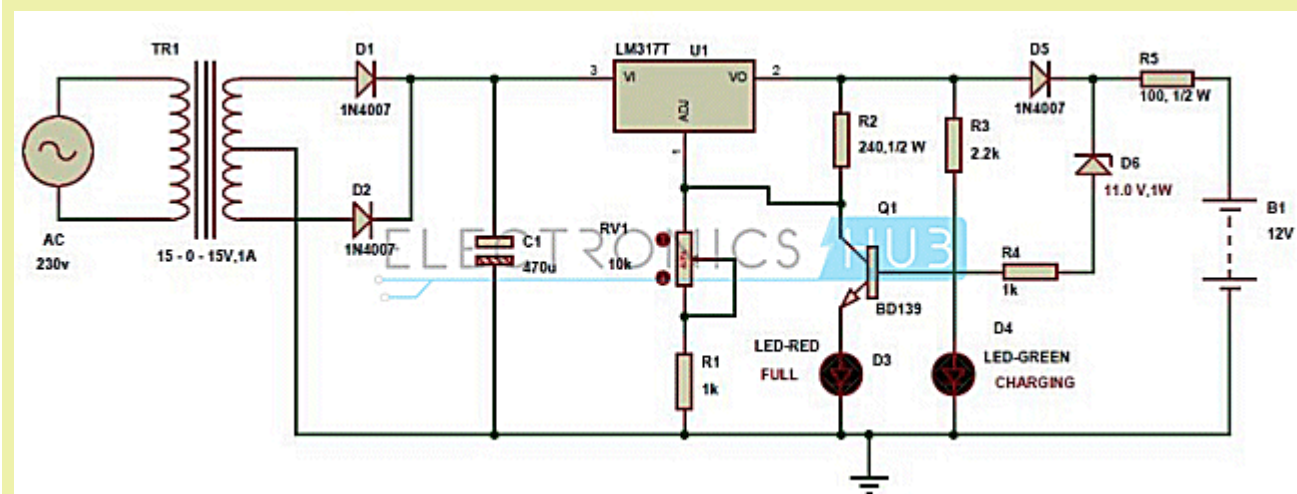 TR1
AC
230v
15 - 0 - 15V,1A
D1
1N4007
D2
1N4007
C1
470u
LM317T
U1
3
VI
VO
2
ADJ
1
RV1
10k
R1
1k
R2
240,1/2 W
R3
2.2k
Q1
BD139
LED-RED
FULL
D3
D4
LED-GREEN
CHARGING
D5
1N4007
R5
100, 1/2 W
D6
11.0 V,1W
R4
1k
B1
12V
ELECTRONICS HUB